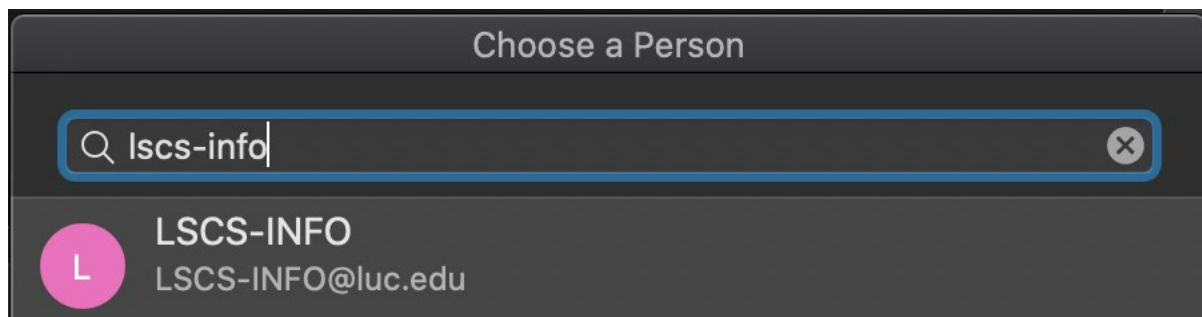 Choose a Person
lscs-info
LSCS-INFO
L
LSCS-INFO@luc.edu